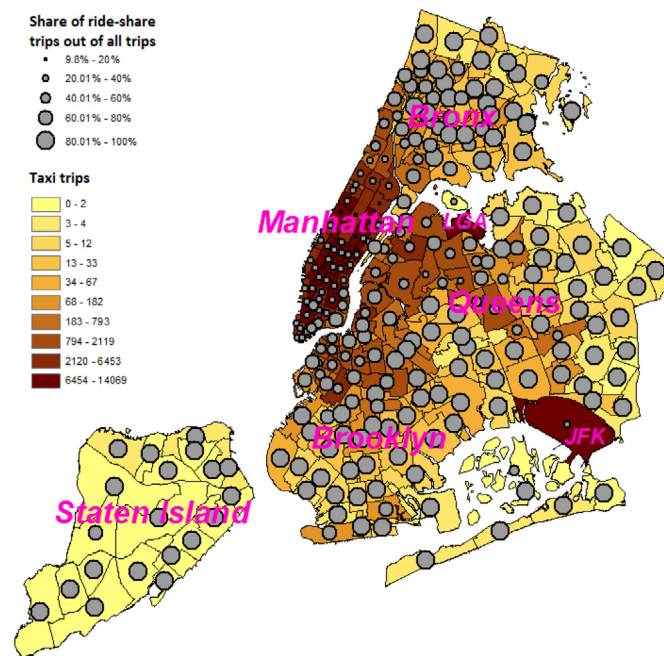 Share of ride-share
trips out of all trips
9.8% - 20%
20.01% - 40%
40.01% - 60%
60.01% - 80%
80.01% - 100%
Taxi trips
0 - 2
3 - 4
5 - 12
13 - 33
34 - 67
68 - 182
183 - 793
794 - 2119
2120 - 6453
6454 - 14069
Bronx
Manhattan
LGA
Queens
Brooklyn
JFK
Staten Island